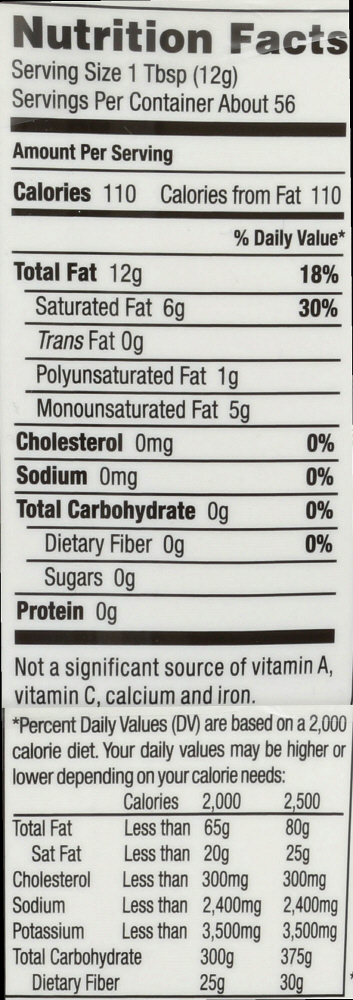 Nutrition Facts
Serving Size 1 Tbsp (12g)
Servings Per Container About 56
Amount Per Serving
Calories 110 Calories from Fat 110
% Daily Value*
Total Fat 12g 18%
Saturated Fat 6g 30%
Trans Fat 0g
Polyunsaturated Fat 1g
Monounsaturated Fat 5g
Cholesterol 0mg 0%
Sodium 0mg 0%
Total Carbohydrate 0g 0%
Dietary Fiber 0g 0%
Sugars 0g
Protein 0g
Not a significant source of vitamin A,
vitamin C, calcium and iron.
*Percent Daily Values (DV) are based on a 2,000
calorie diet. Your daily values may be higher or
lower depending on your calorie needs:
Calories 2,000 2,500
Total Fat Less than 65g 80g
Sat Fat Less than 20g 25g
Cholesterol Less than 300mg 300mg
Sodium Less than 2,400mg 2,400mg
Potassium Less than 3,500mg 3,500mg
Total Carbohydrate 300g 375g
Dietary Fiber 25g 30g